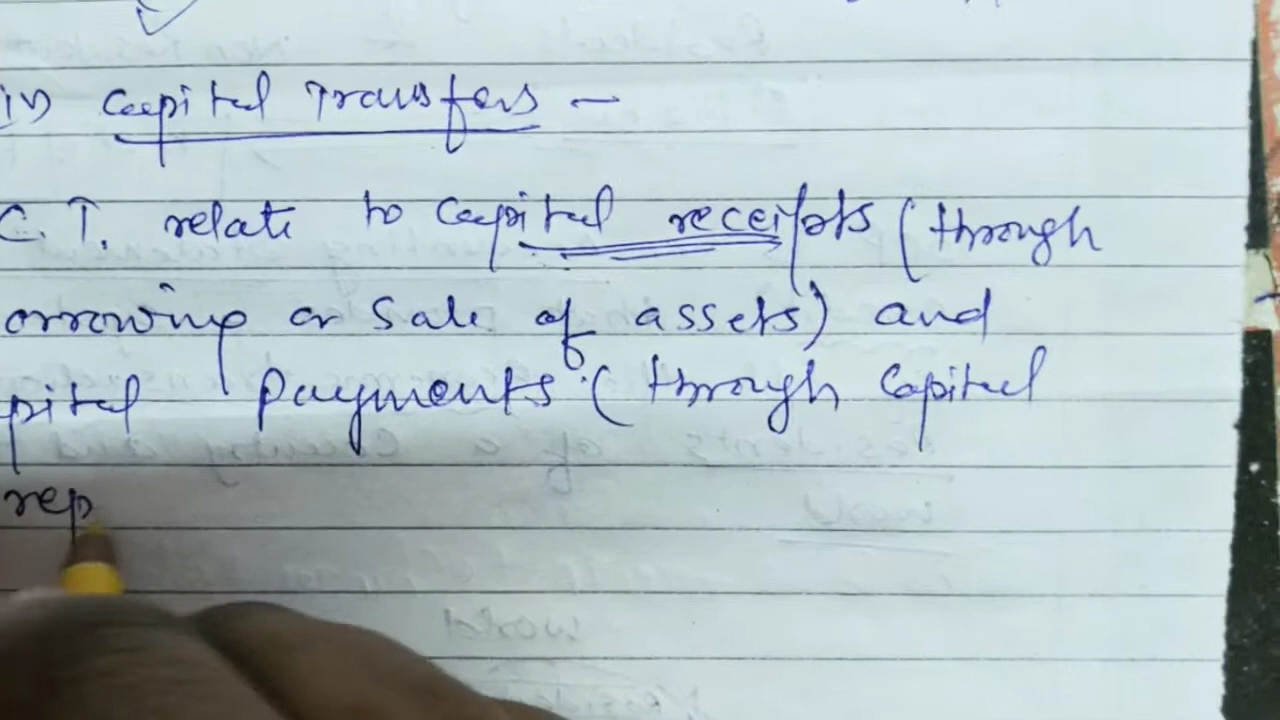 iv) Capital Transfers -
C.T. relate to capital receipts (through
orrowing or Sale of assets) and
pital payments (through Capital
rep